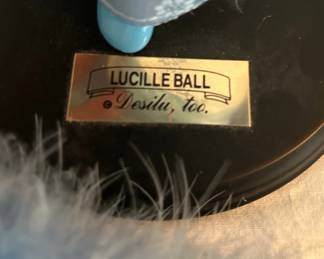 LUCILLE BALL
© Desilu, too.